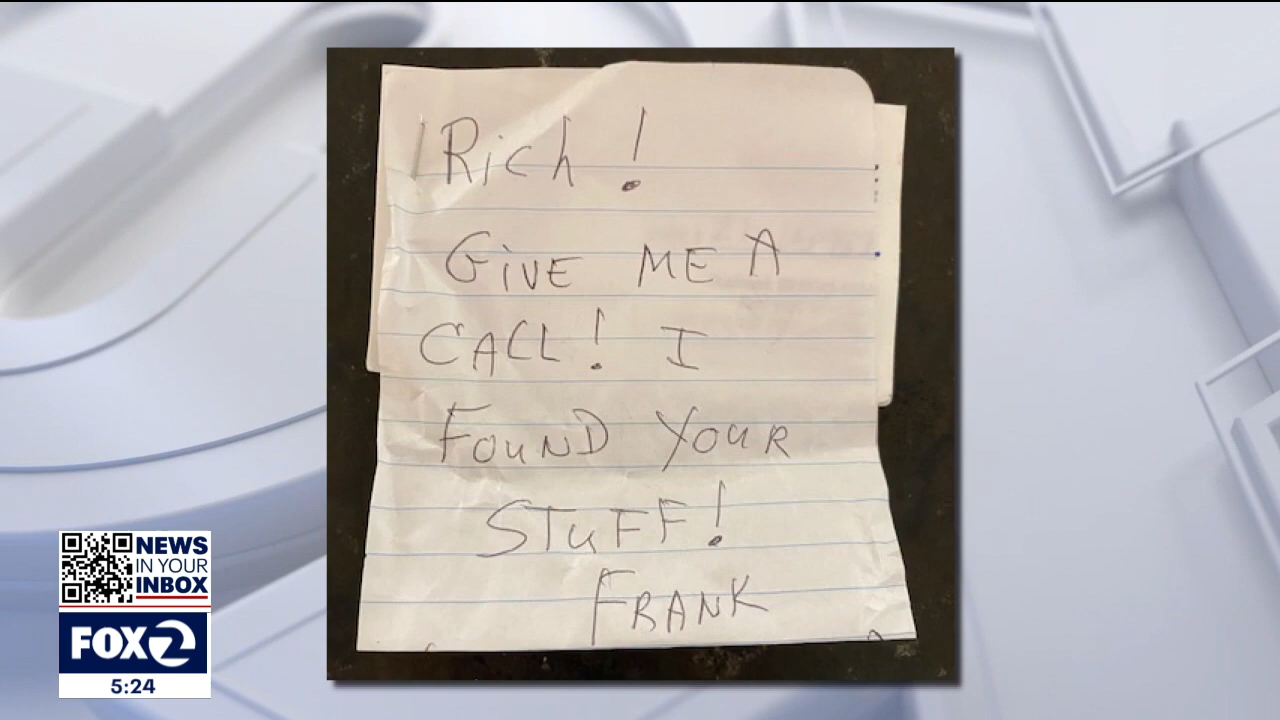 Rich!
GiVE ME A
CALL! I
FOUND YOUR
STUFF!
FRANK
NEWS
IN YOUR
INBOX
FOX 2
5:24